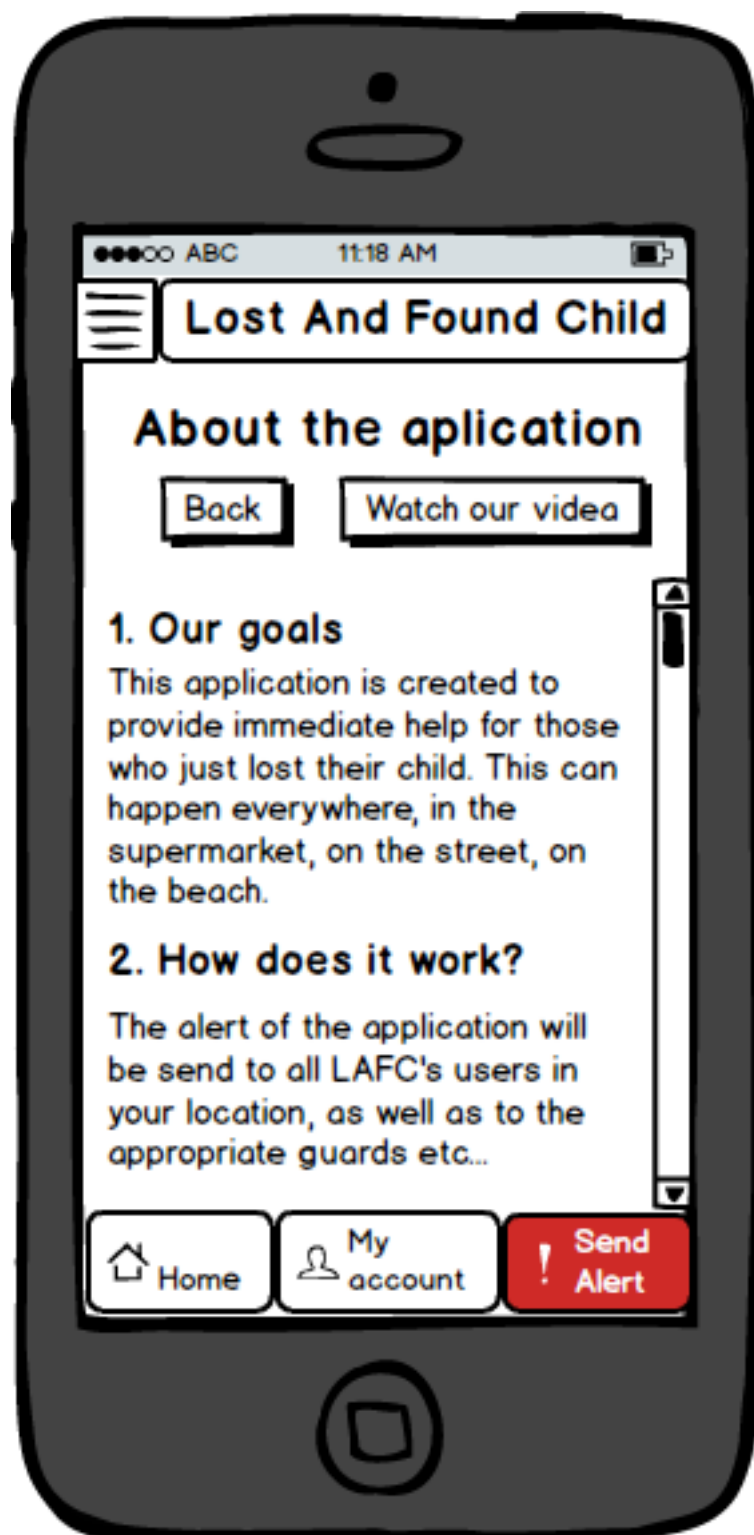 ABC 11:18 AM
Lost And Found Child
About the aplication
Back Watch our videa
1. Our goals
This application is created to
provide immediate help for those
who just lost their child. This can
happen everywhere, in the
supermarket, on the street, on
the beach.
2. How does it work?
The alert of the application will
be send to all LAFC's users in
your location, as well as to the
appropriate guards etc...
Home
My
account
! Send
Alert